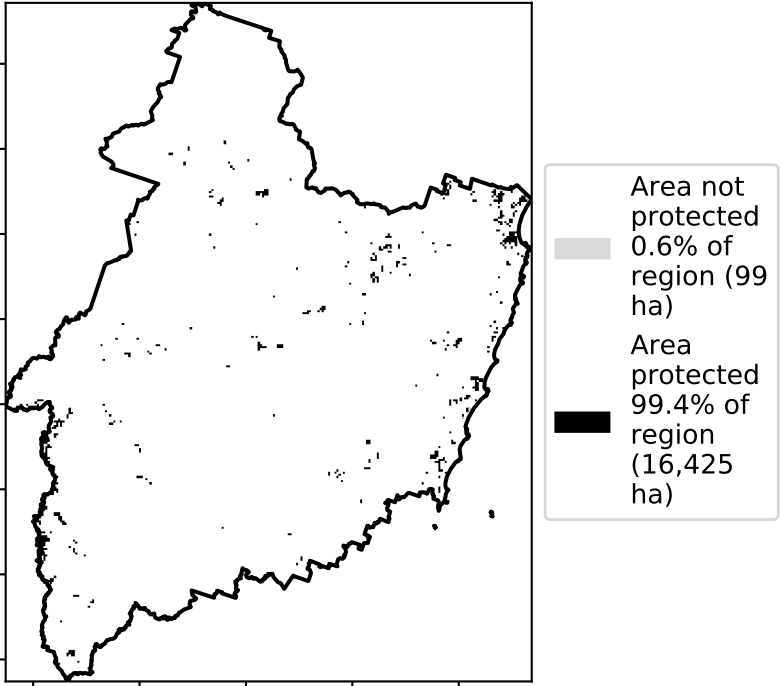 Area not
protected
0.6% of
region (99
ha)
Area
protected
99.4% of
region
(16,425
ha)